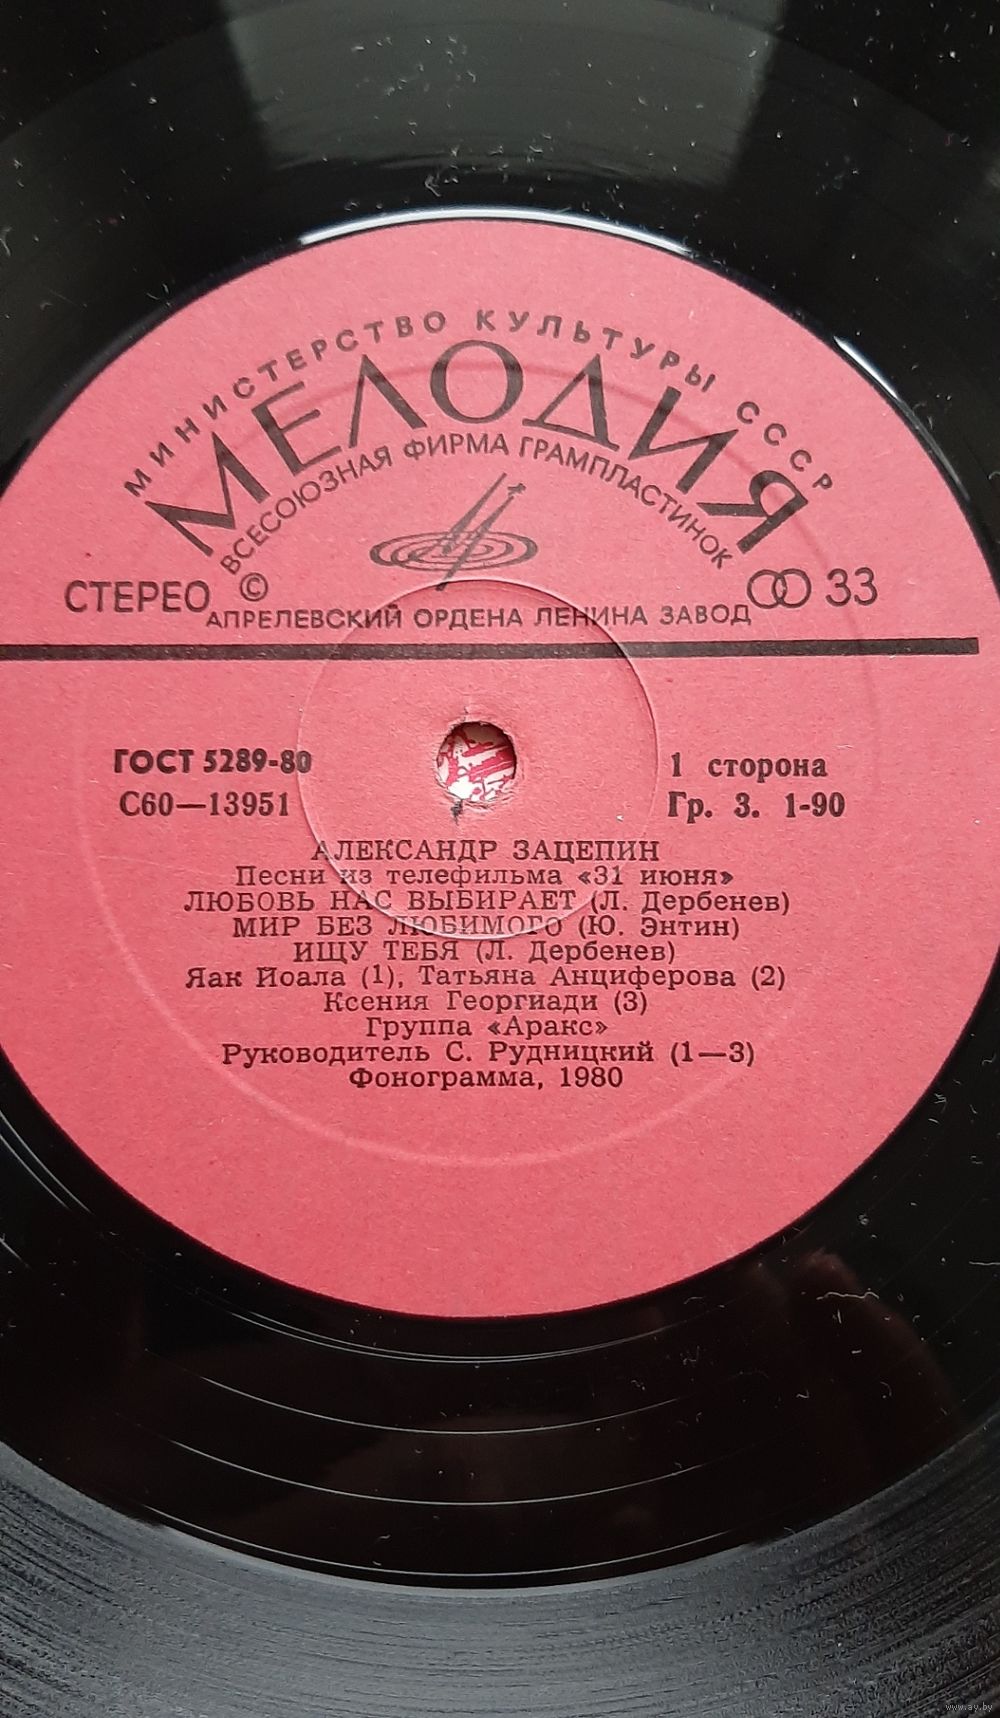 МИНИСТЕРСТВО КУЛЬТУРЫ СССР
МЕЛОДИЯ
ВСЕСОЮЗНАЯ ФИРМА ГРАМПЛАСТИНОК
СТЕРЕО © 33
АПРЕЛЕВСКИЙ ОРДЕНА ЛЕНИНА ЗАВОД
ГОСТ 5289-80 1 сторона
С60—13951 Гр. 3. 1-90
АЛЕКСАНДР ЗАЦЕПИН
Песни из телефильма «31 июня»
ЛЮБОВЬ НАС ВЫБИРАЕТ (Л. Дербенев)
МИР БЕЗ ЛЮБИМОГО (Ю. Энтин)
ИЩУ ТЕБЯ (Л. Дербенев)
Яак Йоала (1), Татьяна Анциферова (2)
Ксения Георгиади (3)
Группа «Аракс»
Руководитель С. Рудницкий (1—3)
Фонограмма, 1980
www.ay.by